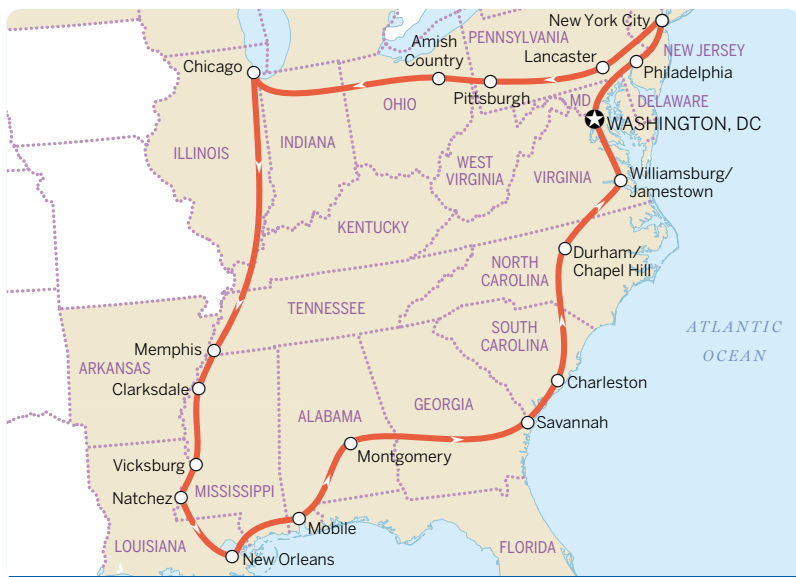 New York City
Amish
Country
PENNSYLVANIA
Lancaster
NEW JERSEY
Chicago
Philadelphia
Pittsburgh
OHIO
MD
DELAWARE
WASHINGTON, DC
INDIANA
ILLINOIS
WEST
VIRGINIA
VIRGINIA
Williamsburg/
Jamestown
KENTUCKY
Durham/
Chapel Hill
NORTH
CAROLINA
TENNESSEE
ATLANTIC
OCEAN
SOUTH
CAROLINA
Memphis
ARKANSAS
Clarksdale
Charleston
GEORGIA
ALABAMA
Savannah
Montgomery
Vicksburg
MISSISSIPPI
Natchez
Mobile
LOUISIANA
New Orleans
FLORIDA